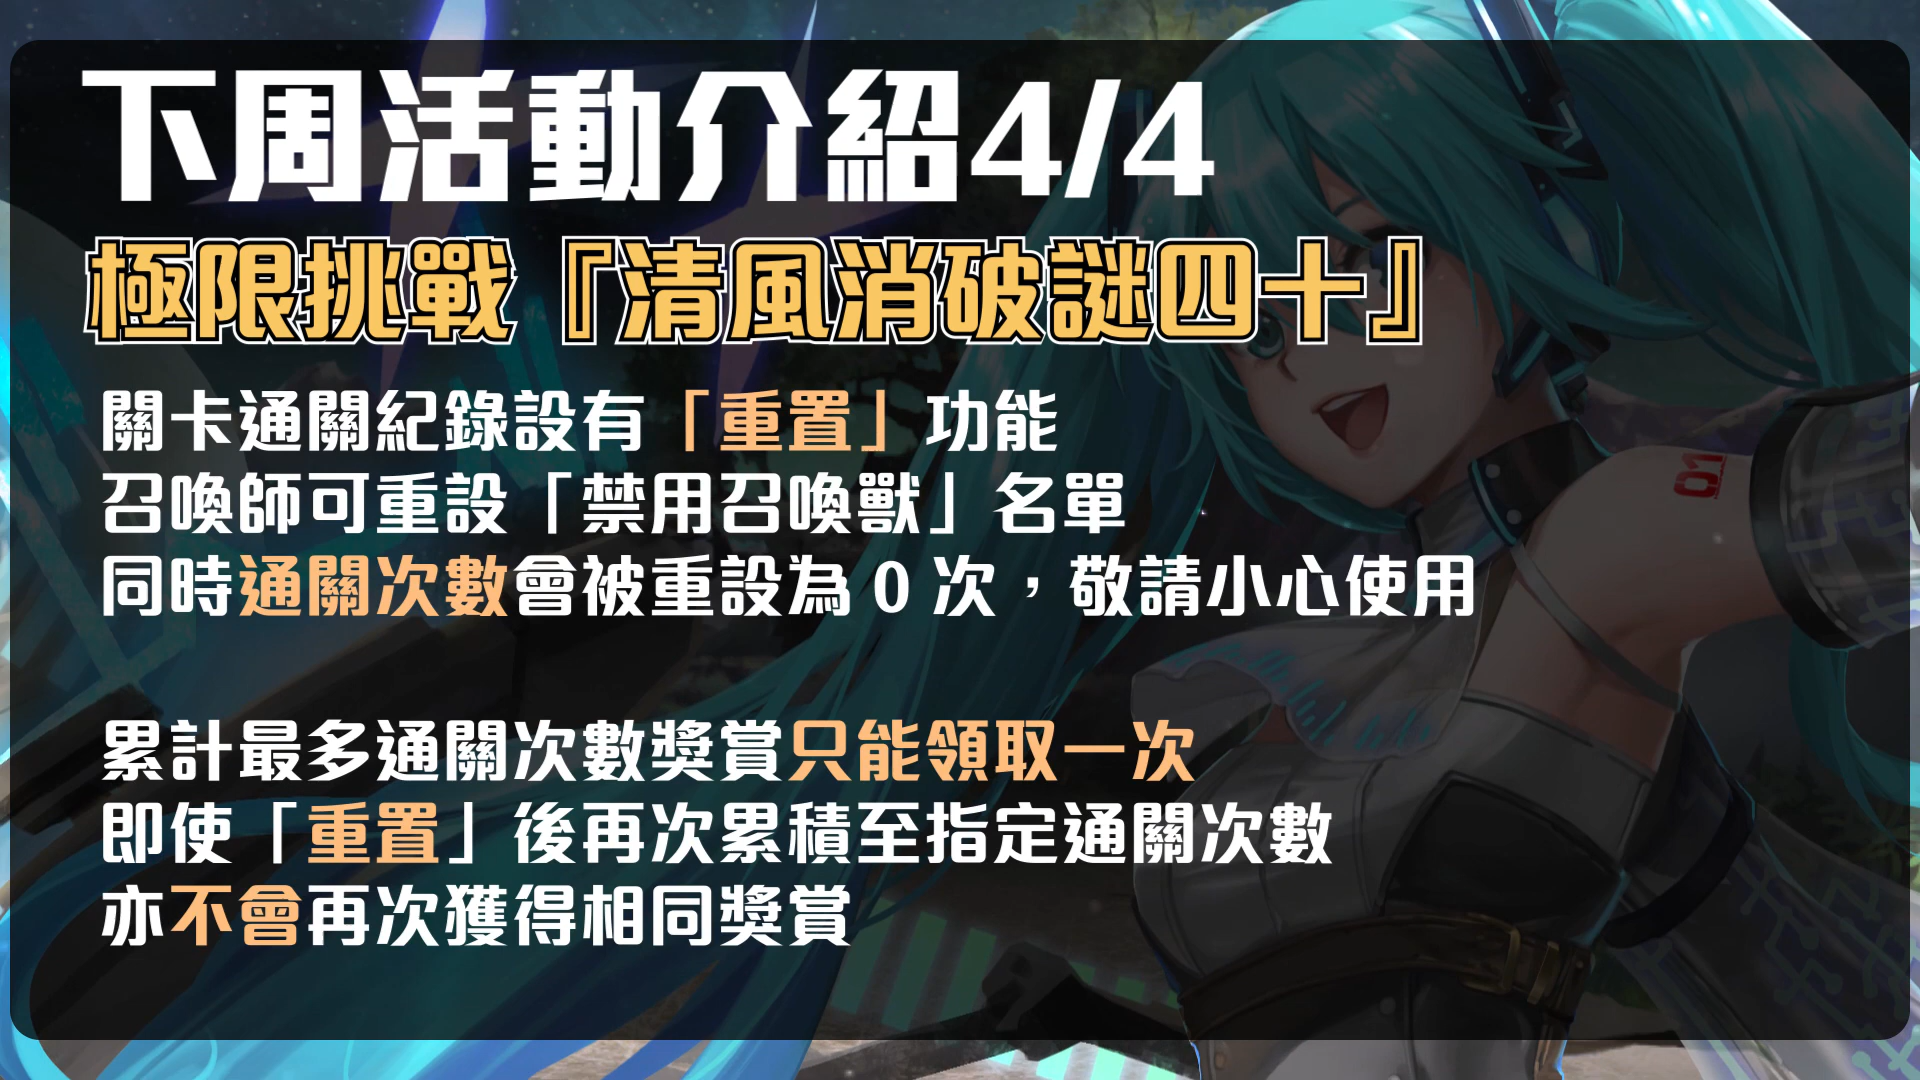 下周活動介紹4/4
極限挑戰『清風消破謎四十』
關卡通關紀錄設有「重置」功能
召喚師可重設「禁用召喚獸」名單
同時通關次數會被重設為 0 次，敬請小心使用
累計最多通關次數獎賞只能領取一次
即使「重置」後再次累積至指定通關次數
亦不會再次獲得相同獎賞
01